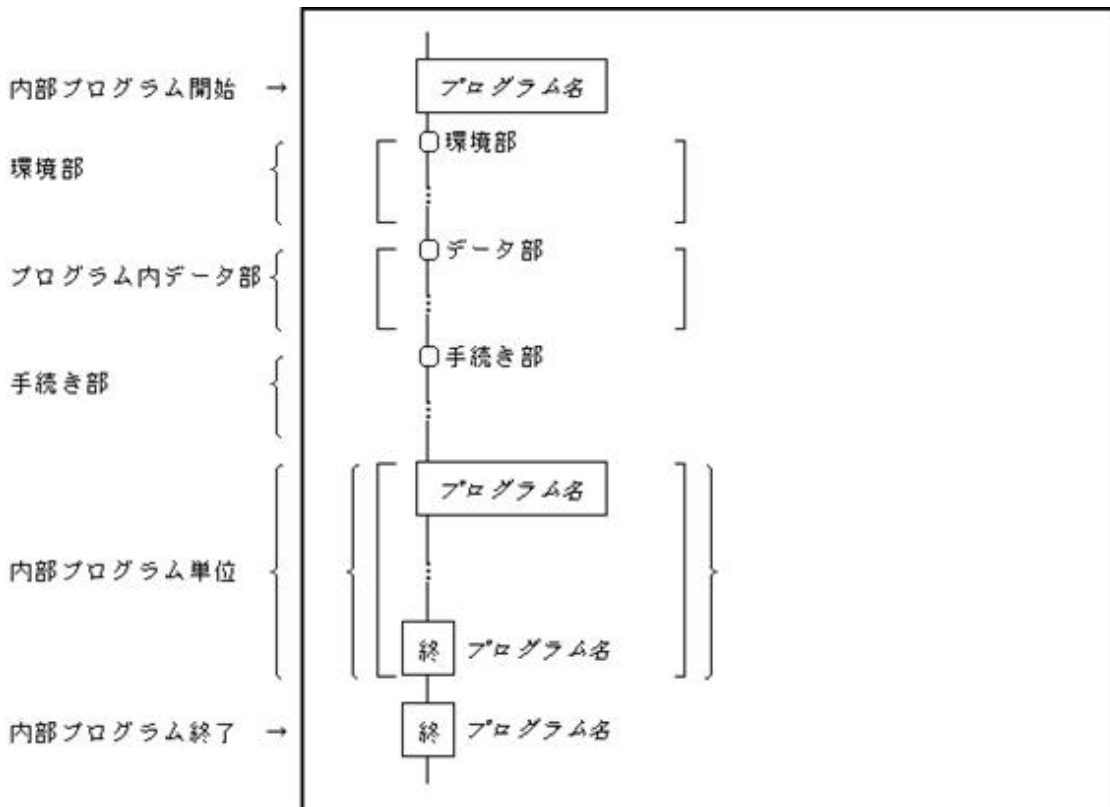 内部プログラム開始 → プログラム名
環境部
環境部
データ部
プログラム内データ部
手続き部
手続き部
プログラム名
内部プログラム単位
終 プログラム名
内部プログラム終了 → 終 プログラム名